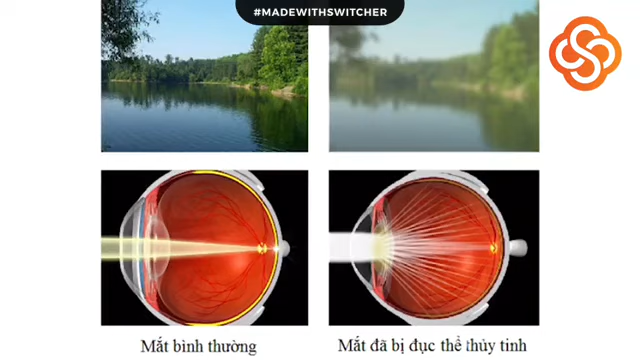 #MADEWITHSWITCHER
Mắt bình thường
Mắt đã bị đục thể thủy tinh